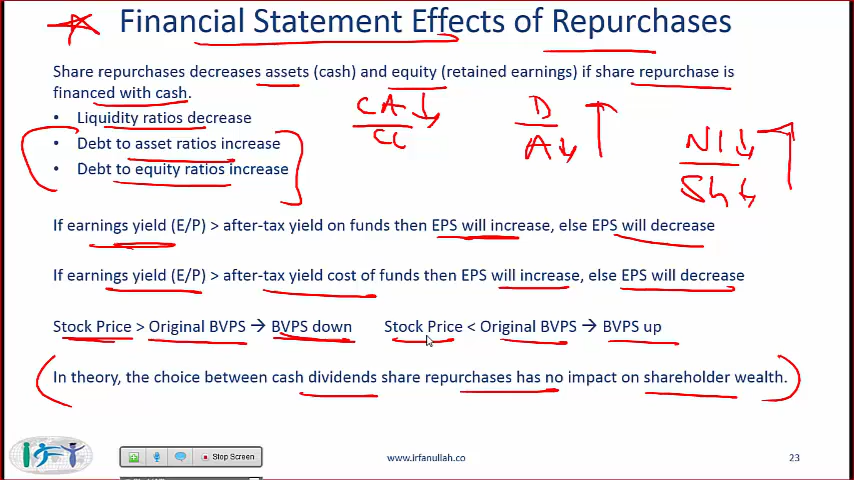 Financial Statement Effects of Repurchases
Share repurchases decreases assets (cash) and equity (retained earnings) if share repurchase is
financed with cash.
• Liquidity ratios decrease
• Debt to asset ratios increase
• Debt to equity ratios increase
CA↓
CL
D
A↓
NI↓
Sh↓
If earnings yield (E/P) > after-tax yield on funds then EPS will increase, else EPS will decrease
If earnings yield (E/P) > after-tax yield cost of funds then EPS will increase, else EPS will decrease
Stock Price > Original BVPS → BVPS down Stock Price < Original BVPS → BVPS up
In theory, the choice between cash dividends share repurchases has no impact on shareholder wealth.
Stop Screen
www.irfanullah.co
23